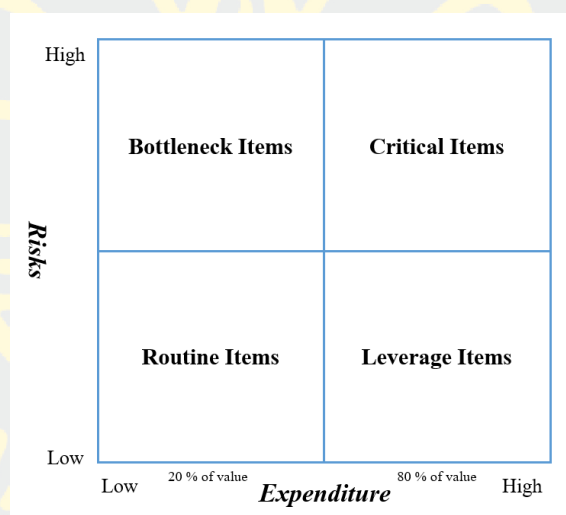 High
Bottleneck Items
Critical Items
Risks
Routine Items
Leverage Items
Low
Low
20 % of value
Expenditure
80 % of value
High